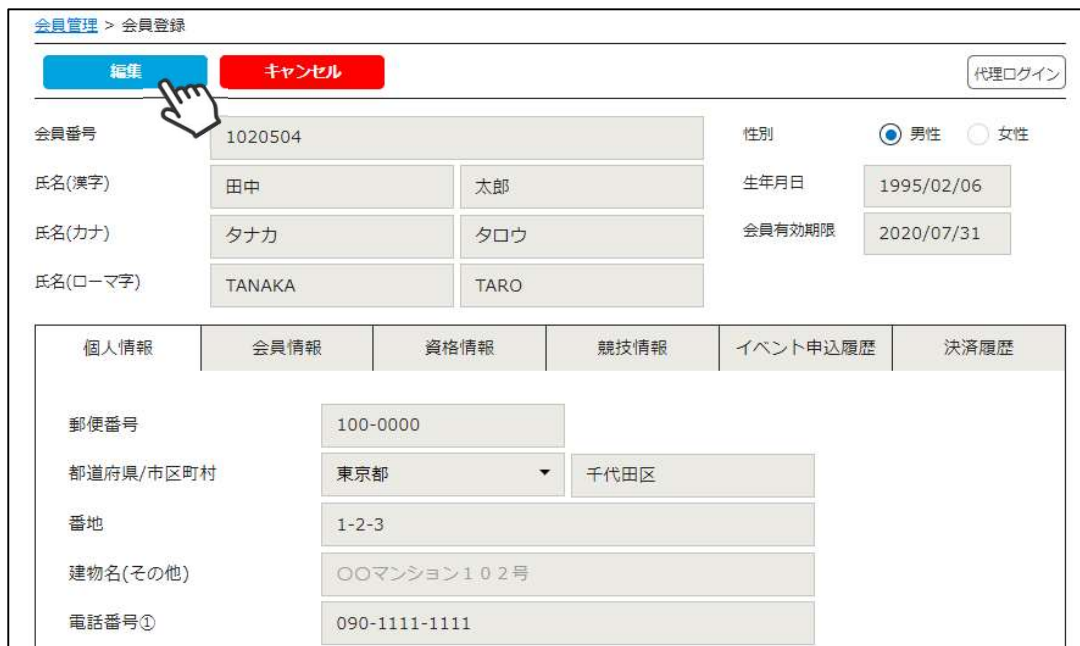 会員管理 > 会員登録
編集 キャンセル 代理ログイン
会員番号 1020504 性別 男性 女性
氏名(漢字) 田中 太郎 生年月日 1995/02/06
氏名(カナ) タナカ タロウ 会員有効期限 2020/07/31
氏名(ローマ字) TANAKA TARO
個人情報 会員情報 資格情報 競技情報 イベント申込履歴 決済履歴
郵便番号 100-0000
都道府県/市区町村 東京都 千代田区
番地 1-2-3
建物名(その他) 〇〇マンション１０２号
電話番号① 090-1111-1111